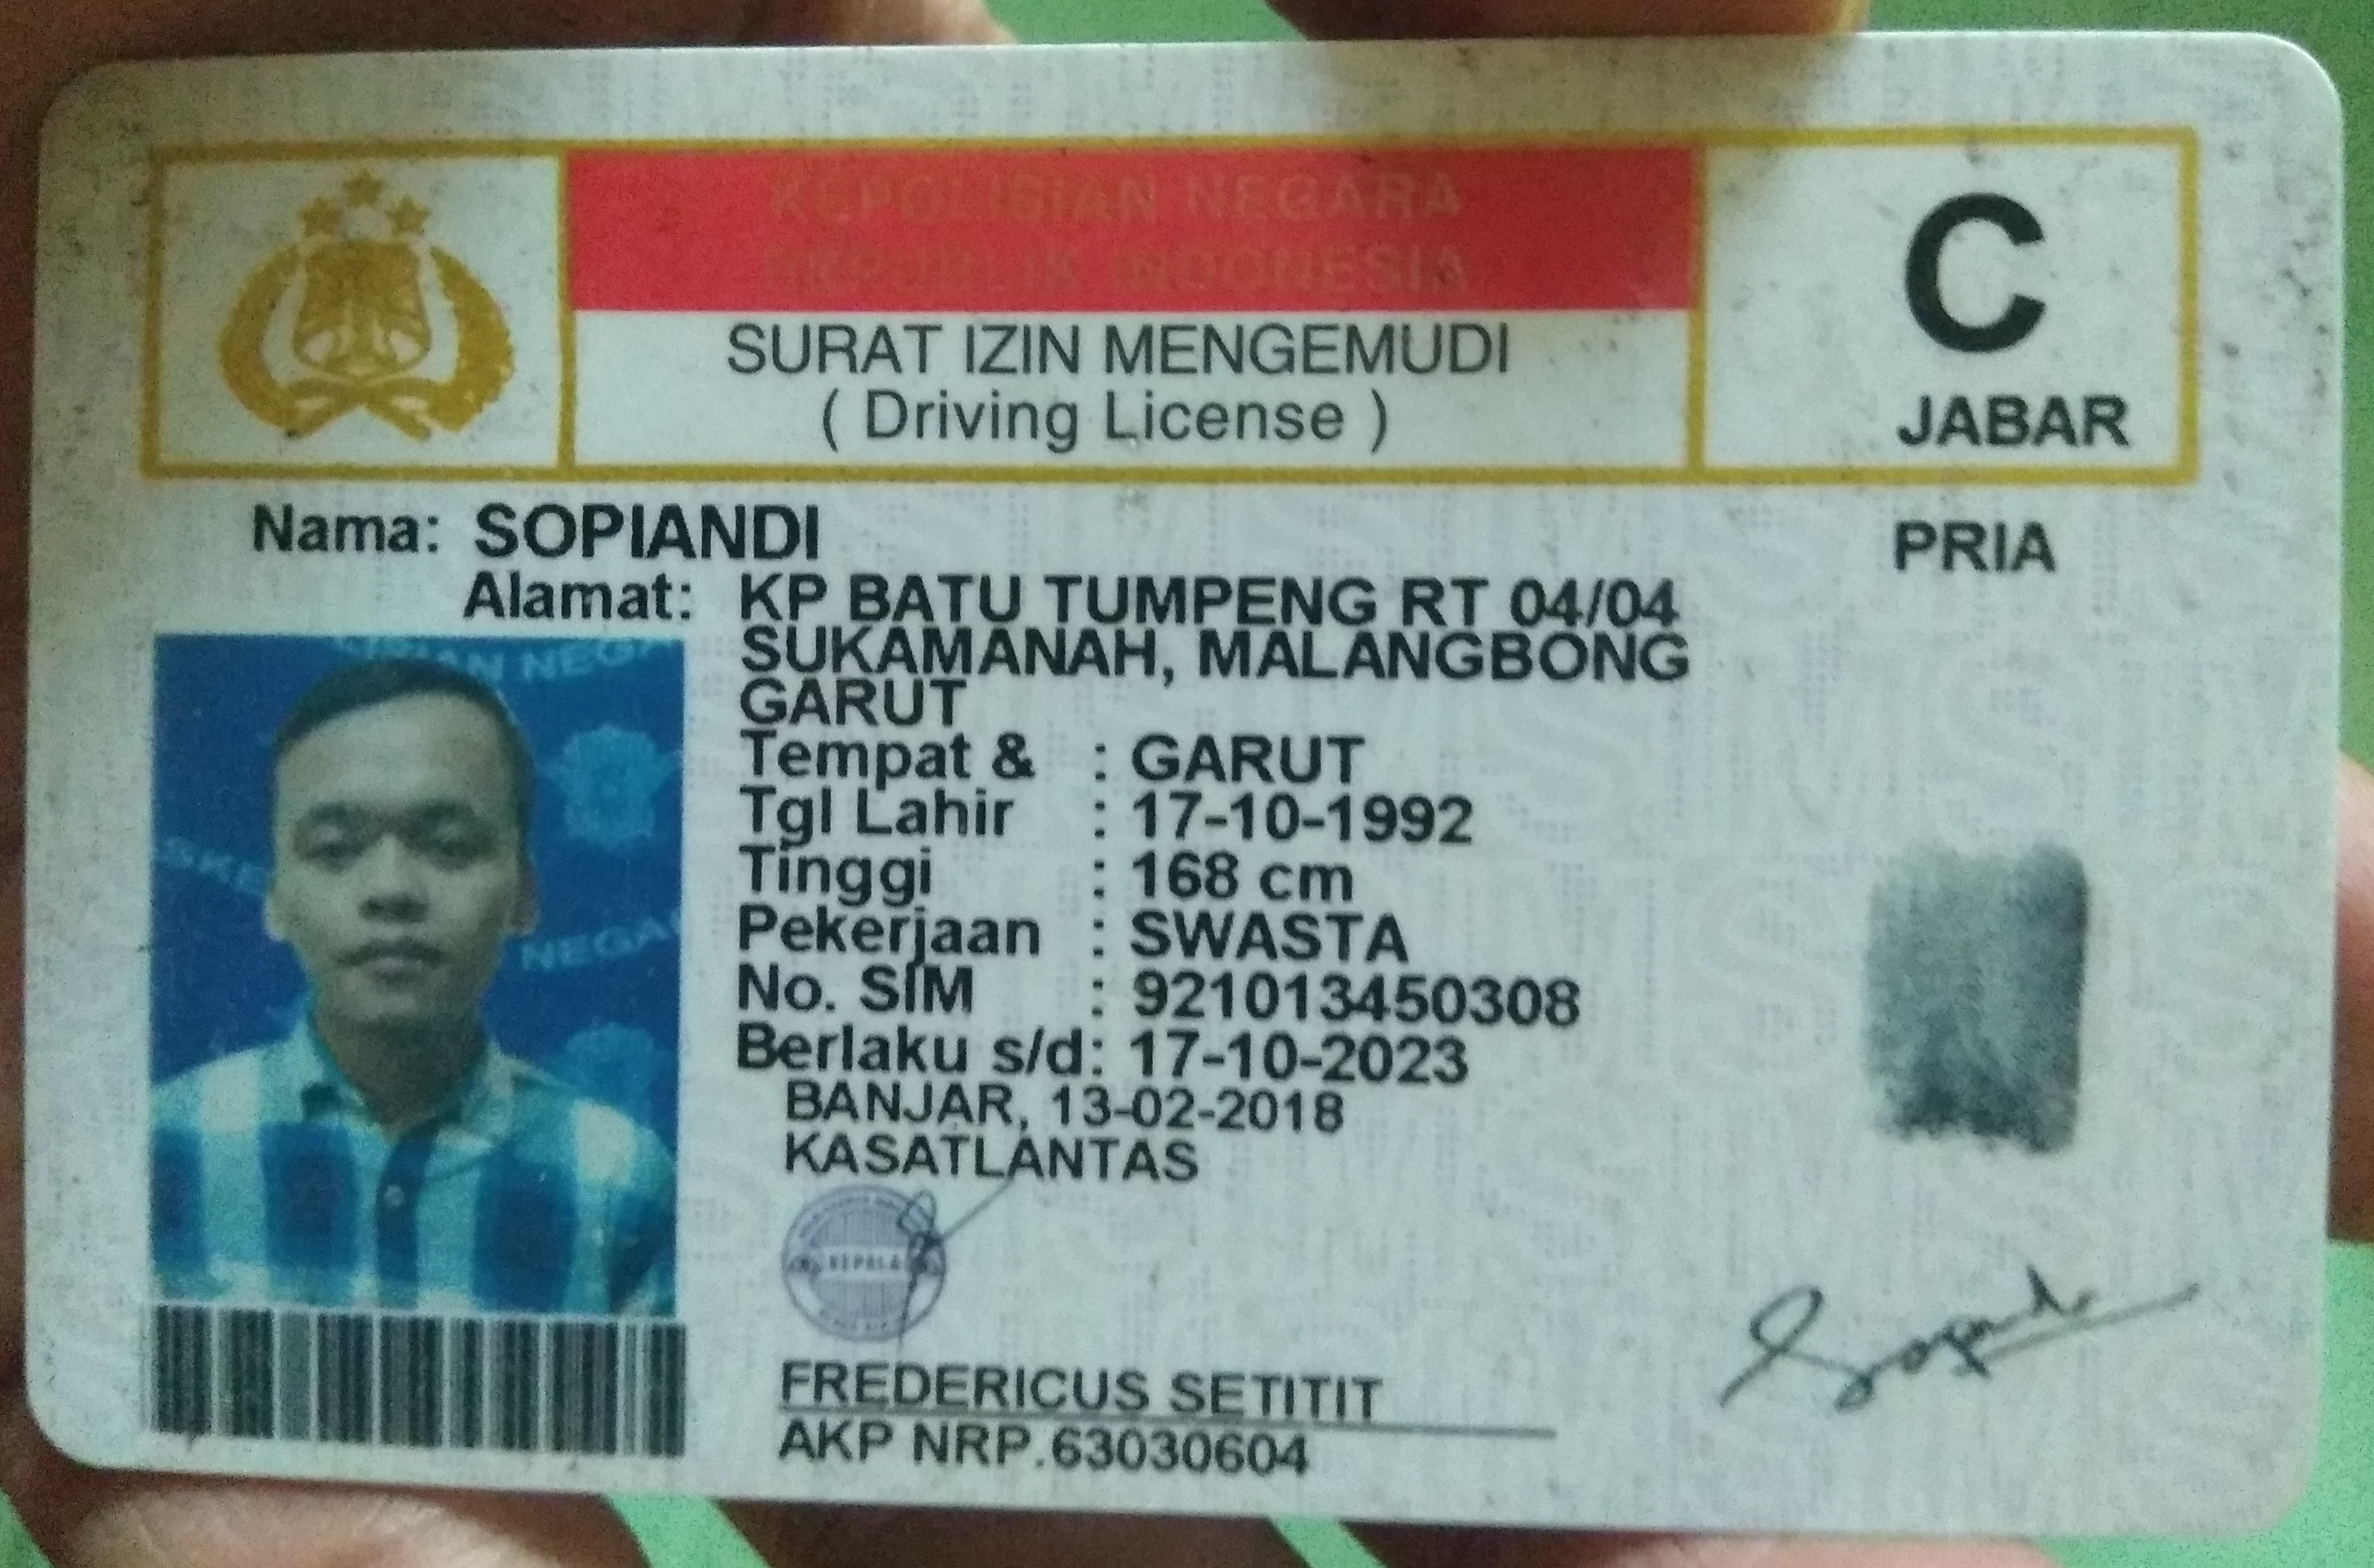 KEPOLISIAN NEGARA
REPUBLIK INDONESIA
SURAT IZIN MENGEMUDI
( Driving License )
C
JABAR
Nama: SOPIANDI
PRIA
Alamat: KP BATU TUMPENG RT 04/04
SUKAMANAH, MALANGBONG
GARUT
Tempat & : GARUT
Tgl Lahir : 17-10-1992
Tinggi : 168 cm
Pekerjaan : SWASTA
No. SIM : 921013450308
Berlaku s/d: 17-10-2023
BANJAR, 13-02-2018
KASATLANTAS
KEPALA
FREDERICUS SETITIT
AKP NRP.63030604